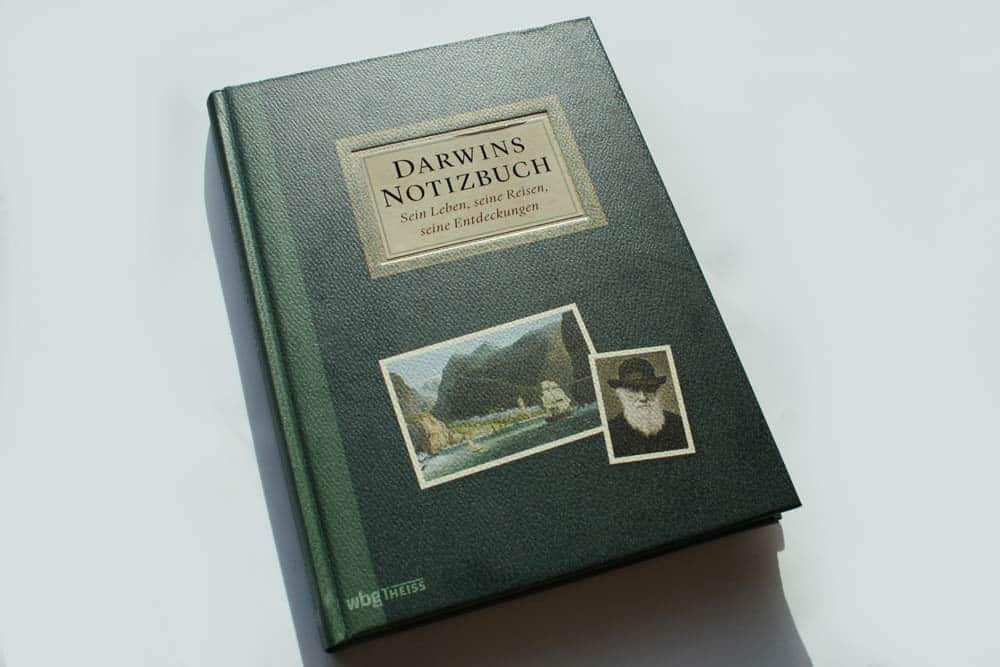 DARWINS
NOTIZBUCH
Sein Leben, seine Reisen,
seine Entdeckungen
wbg THEISS